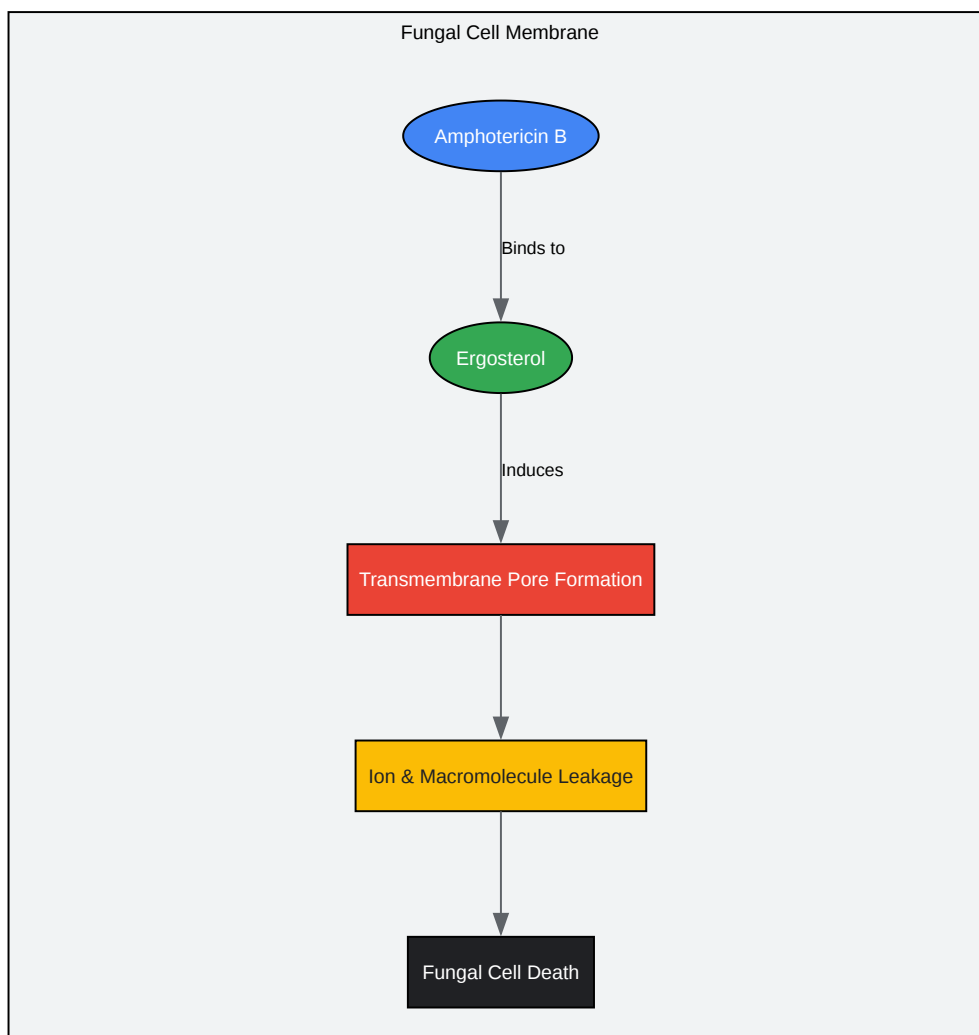 Fungal Cell Membrane
Amphotericin B
Binds to
Ergosterol
Induces
Transmembrane Pore Formation
Ion & Macromolecule Leakage
Fungal Cell Death